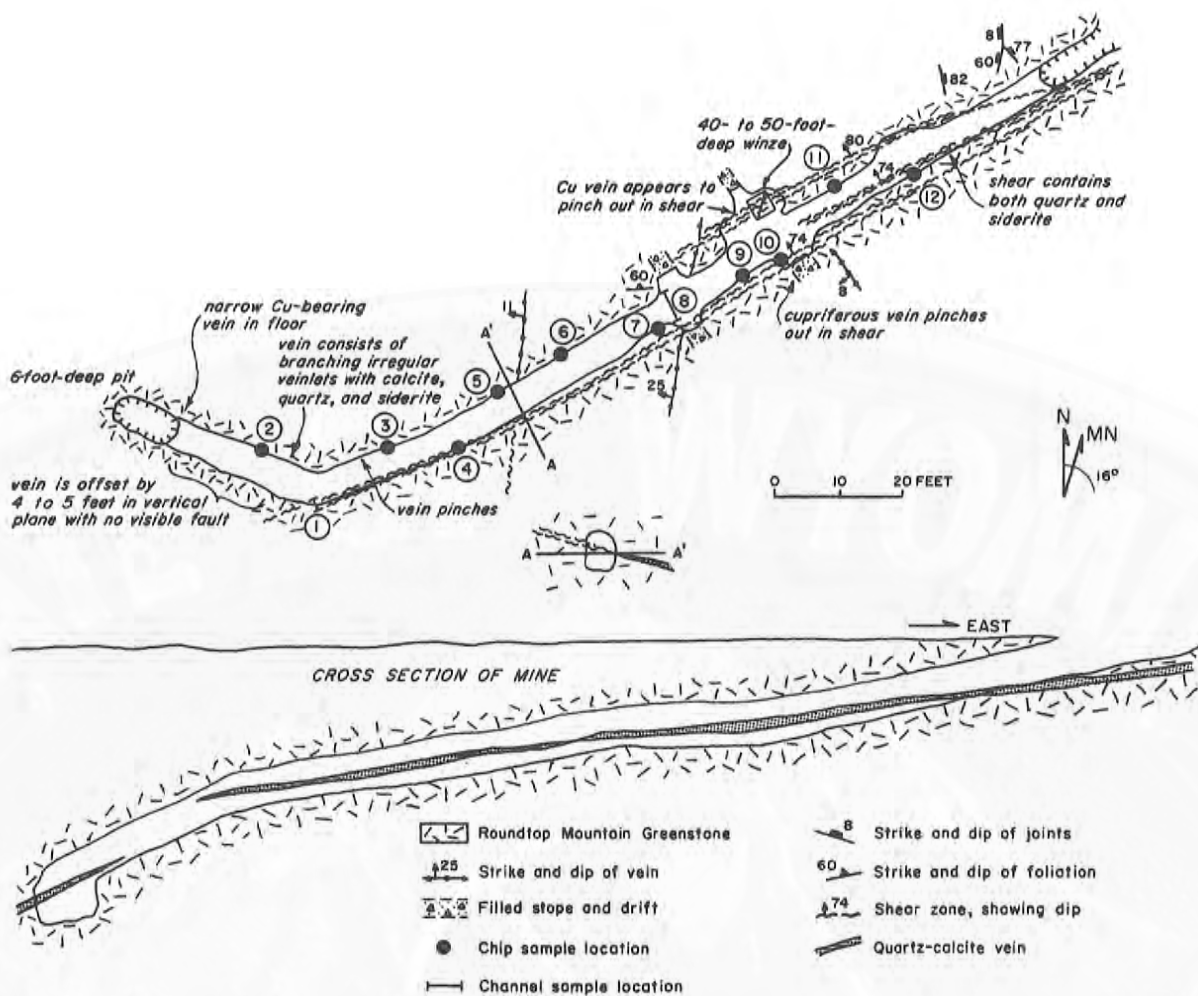 8
77
60
82
40- to 50-foot-
deep winze
11
80
Cu vein appears to
pinch out in shear
74
12
shear contains
both quartz and
siderite
10
74
9
60
8
8
cupriferous vein pinches
out in shear
narrow Cu-bearing
vein in floor
11
A'
6
7
vein consists of
branching irregular
veinlets with calcite,
quartz, and siderite
5
25
6-foot-deep pit
2
3
A
4
N
MN
16°
0 10 20 FEET
vein is offset by
4 to 5 feet in vertical
plane with no visible fault
1
vein pinches
A A'
EAST
CROSS SECTION OF MINE
Roundtop Mountain Greenstone
25 Strike and dip of vein
Filled stope and drift
Chip sample location
Channel sample location
8 Strike and dip of joints
60 Strike and dip of foliation
74 Shear zone, showing dip
Quartz-calcite vein